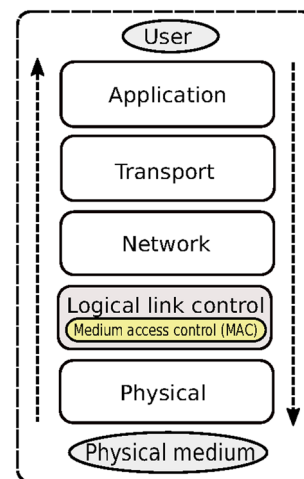 User
Application
Transport
Network
Logical link control
Medium access control (MAC)
Physical
Physical medium